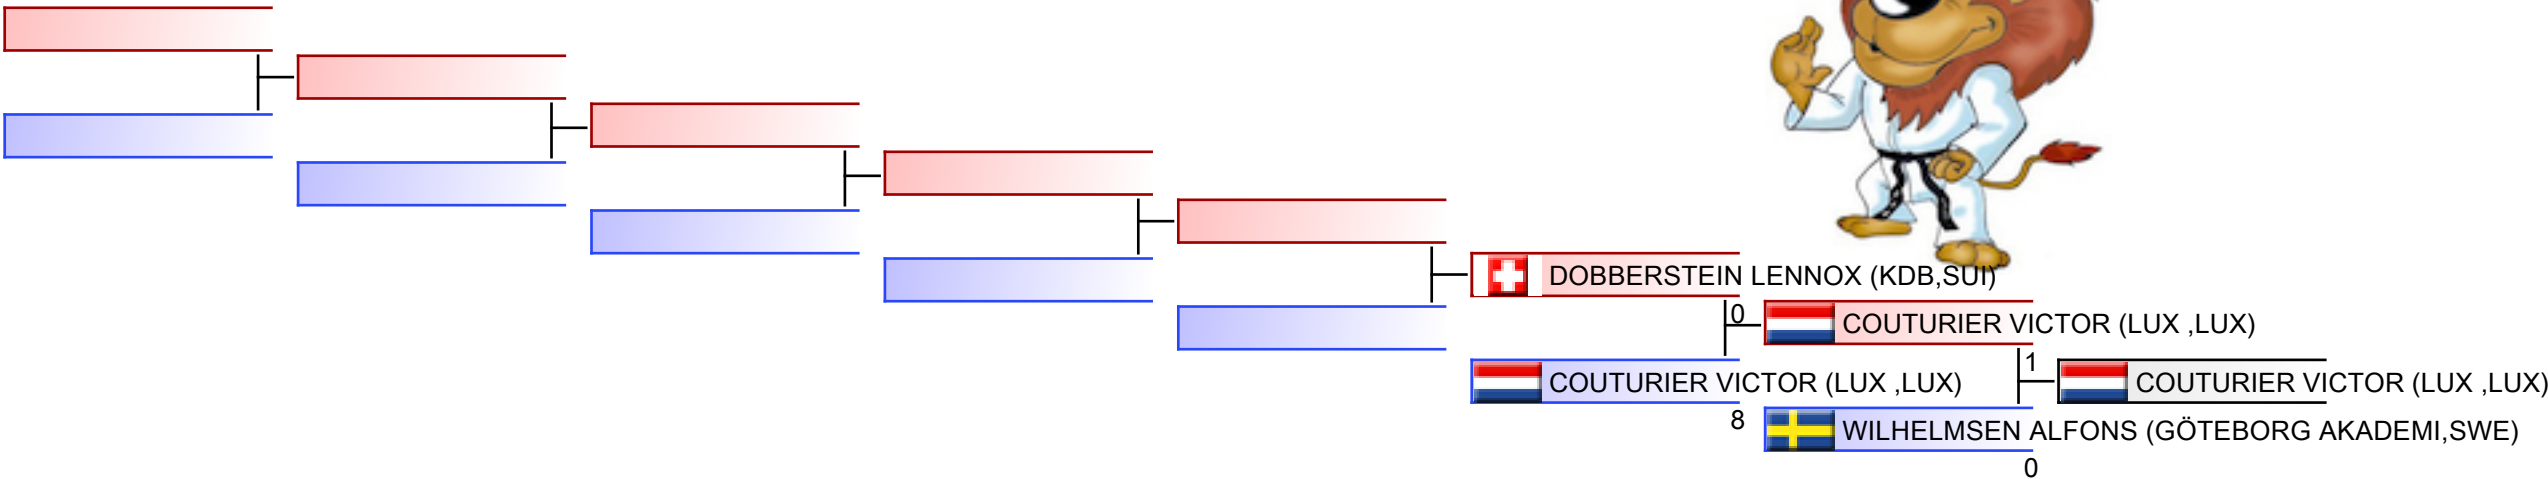 DOBBERSTEIN LENNOX (KDB,SUI)
0
COUTURIER VICTOR (LUX ,LUX)
1
COUTURIER VICTOR (LUX ,LUX)
COUTURIER VICTOR (LUX ,LUX)
8
WILHELMSEN ALFONS (GÖTEBORG AKADEMI,SWE)
0